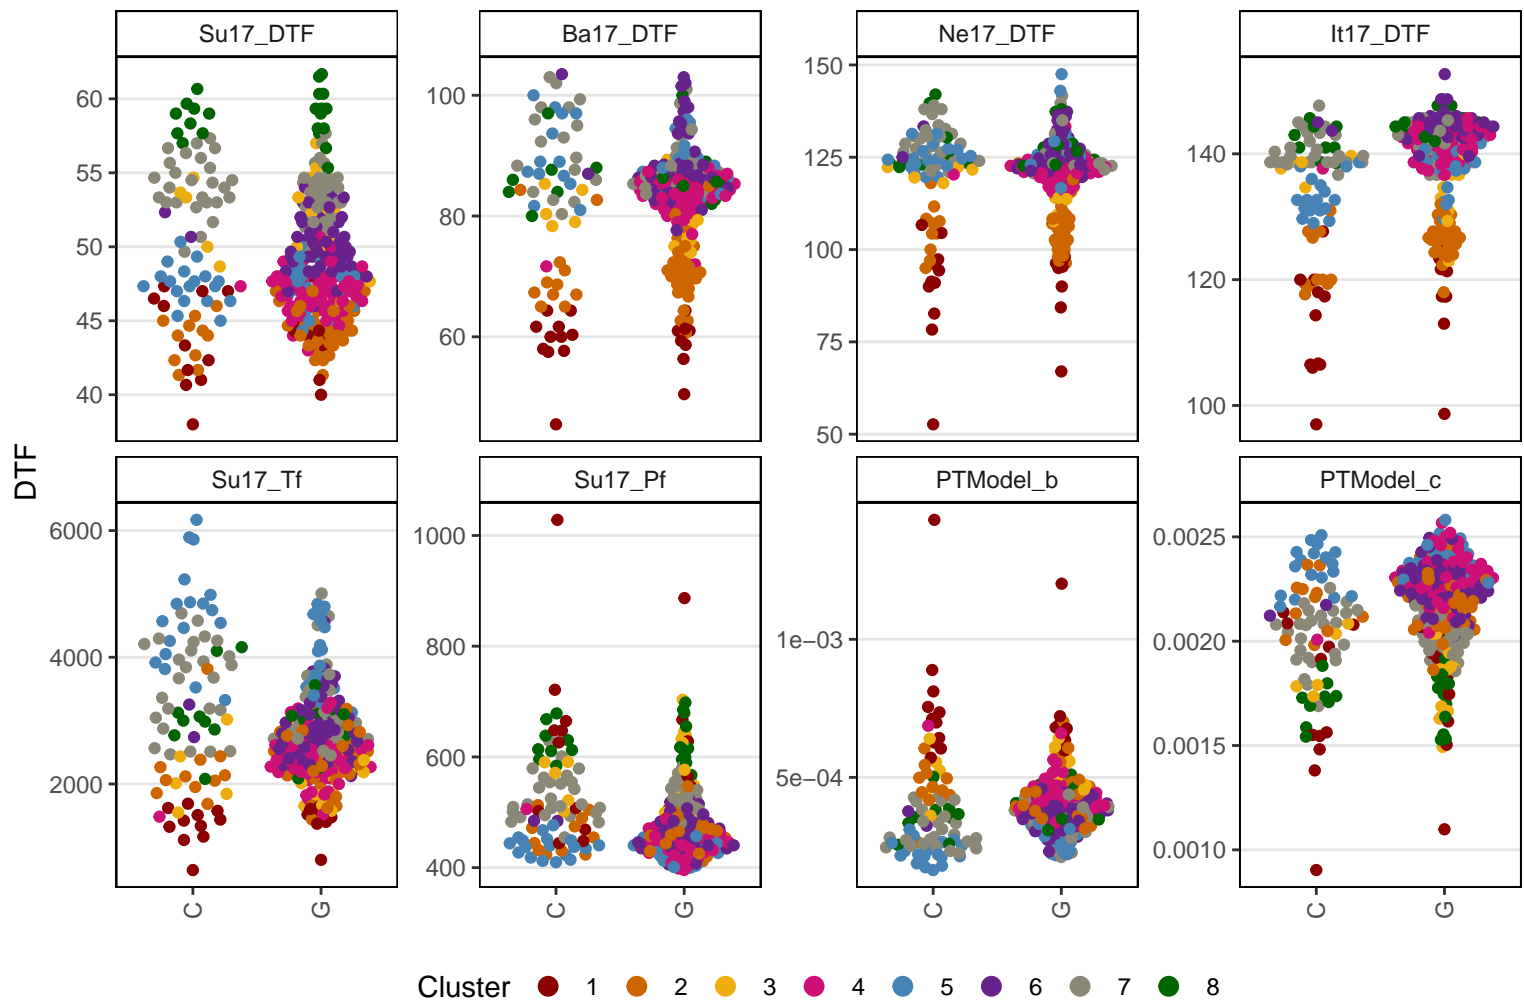 Su17_DTF Ba17_DTF Ne17_DTF It17_DTF
60 55 50 45 40
100 80 60
150 125 100 75 50
140 120 100
DTF
Su17_Tf Su17_Pf PTModel_b PTModel_c
6000 4000 2000
1000 800 600 400
1e−03 5e−04
0.0025 0.0020 0.0015 0.0010
C G C G C G C G
Cluster 1 2 3 4 5 6 7 8